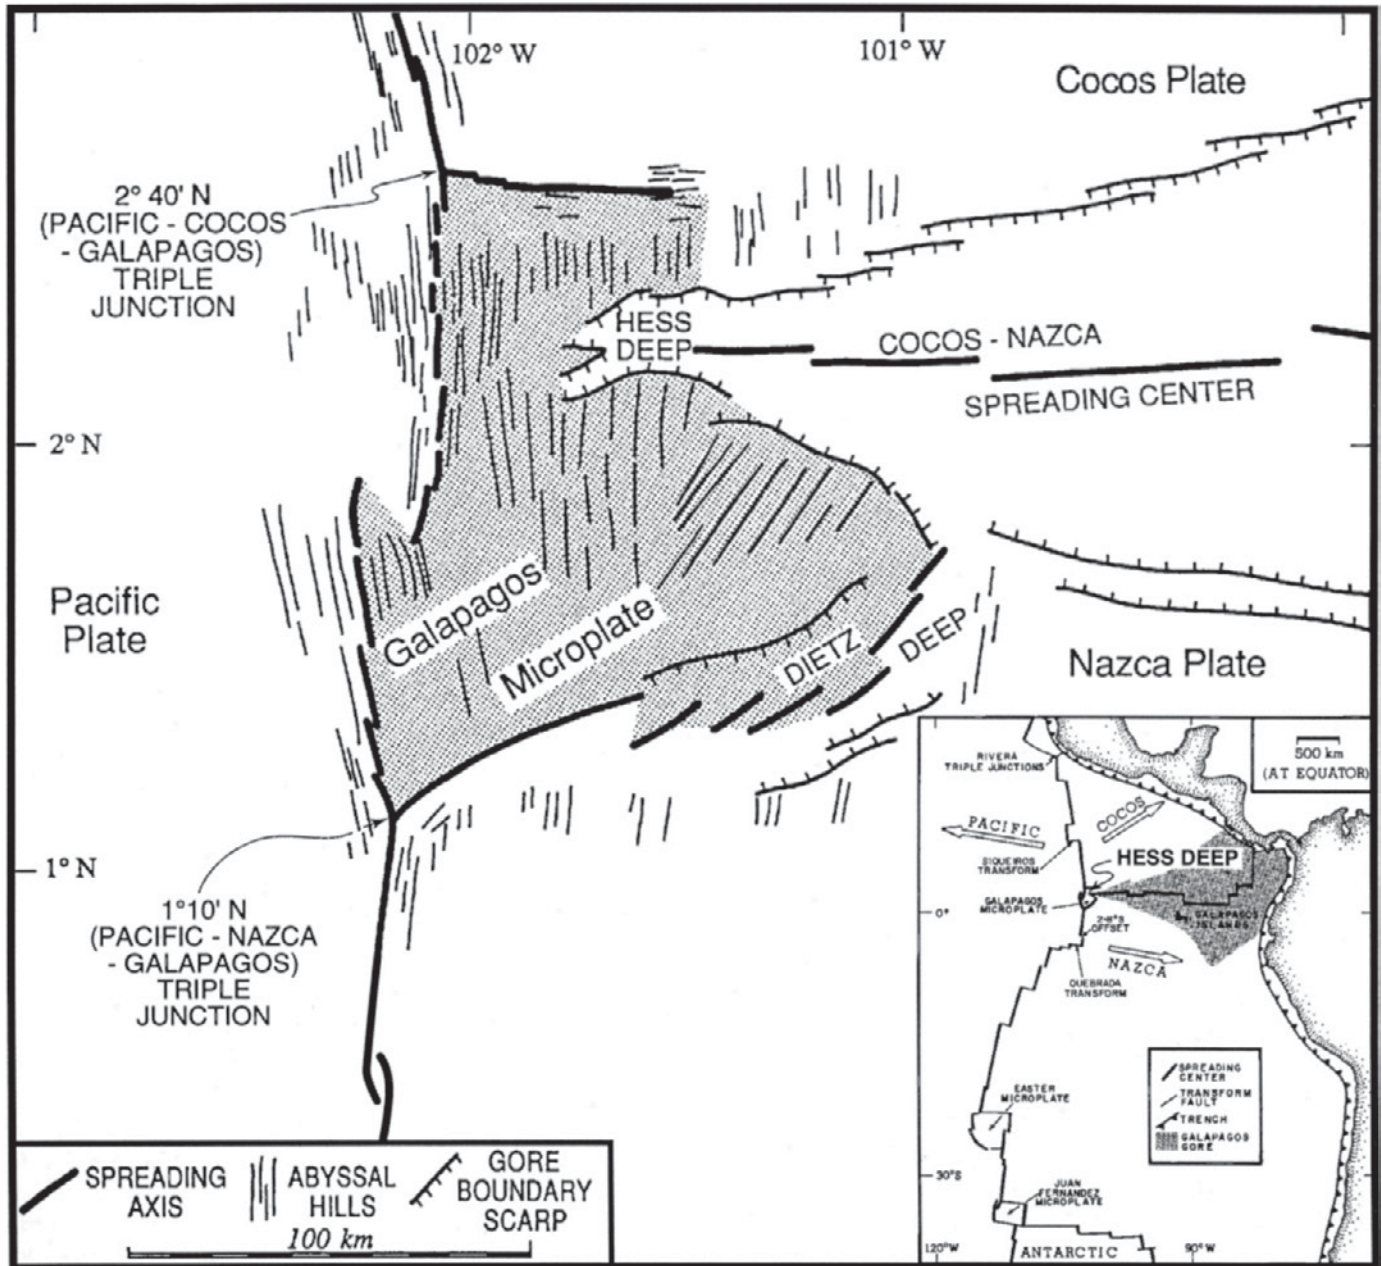 102° W
101° W
Cocos Plate
2° 40' N
(PACIFIC - COCOS
- GALAPAGOS)
TRIPLE
JUNCTION
HESS
DEEP
COCOS - NAZCA
SPREADING CENTER
2° N
Pacific
Plate
Galapagos
Microplate
DIETZ
DEEP
Nazca Plate
1° N
1°10' N
(PACIFIC - NAZCA
- GALAPAGOS)
TRIPLE
JUNCTION
SPREADING
AXIS
ABYSSAL
HILLS
GORE
BOUNDARY
SCARP
100 km
500 km
(AT EQUATOR)
RIVERA
TRIPLE JUNCTIONS
PACIFIC
COCOS
SIQUEIROS
TRANSFORM
HESS DEEP
GALAPAGOS
MICROPLATE
0°
2-8°S
OFFSET
GALAPAGOS
ISLANDS
NAZCA
QUEBRADA
TRANSFORM
EASTER
MICROPLATE
SPREADING
CENTER
TRANSFORM
FAULT
TRENCH
GALAPAGOS
GORE
30°S
JUAN
FERNANDEZ
MICROPLATE
120°W
ANTARCTIC
90°W